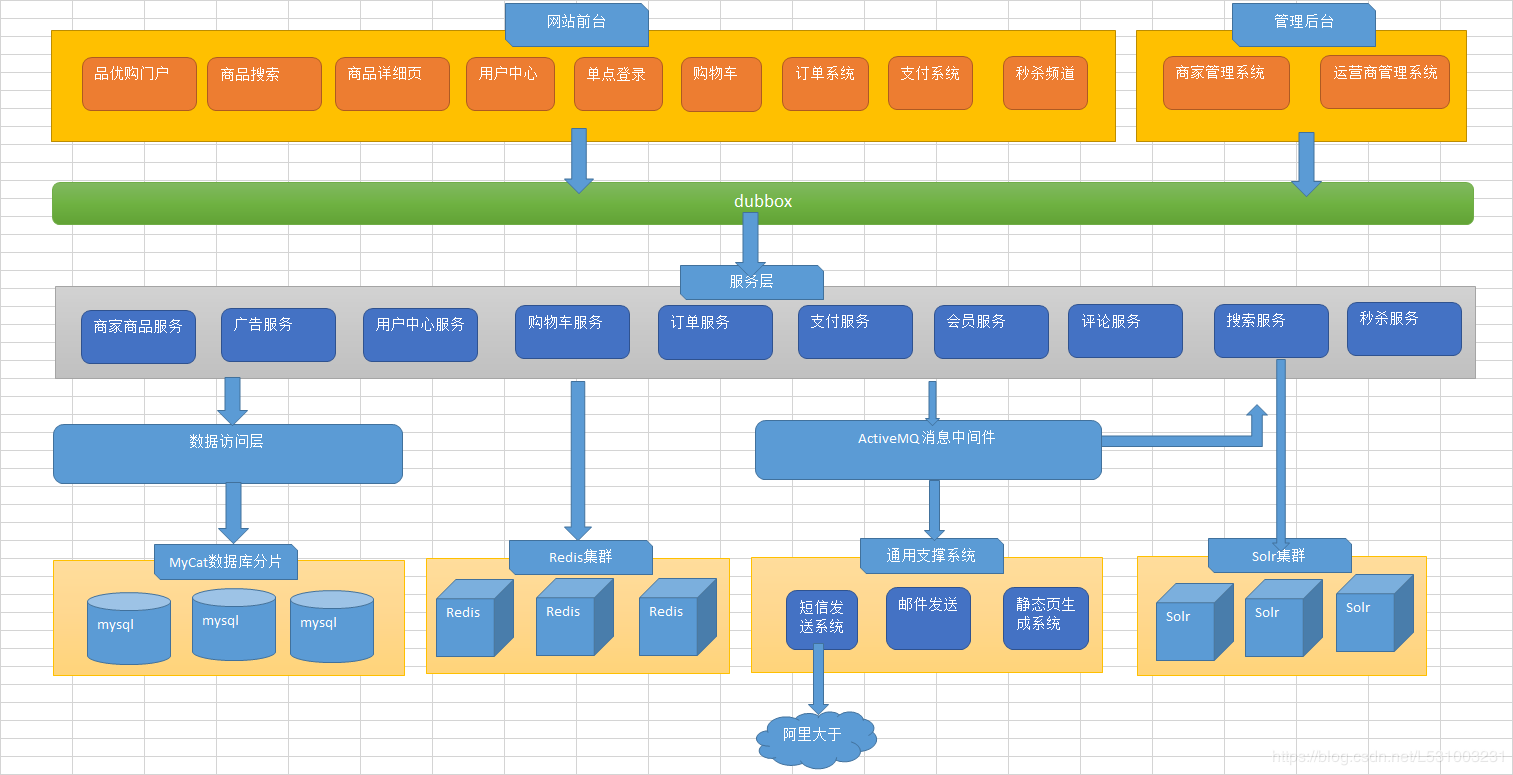 网站前台
管理后台
品优购门户
商品搜索
商品详细页
用户中心
单点登录
购物车
订单系统
支付系统
秒杀频道
商家管理系统
运营商管理系统
dubbox
服务层
商家商品服务
广告服务
用户中心服务
购物车服务
订单服务
支付服务
会员服务
评论服务
搜索服务
秒杀服务
数据访问层
ActiveMQ 消息中间件
MyCat数据库分片
Redis集群
通用支撑系统
Solr集群
mysql
mysql
mysql
Redis
Redis
Redis
短信发
送系统
邮件发送
静态页生
成系统
Solr
Solr
Solr
阿里大于
https://blog.csdn.net/L531003231